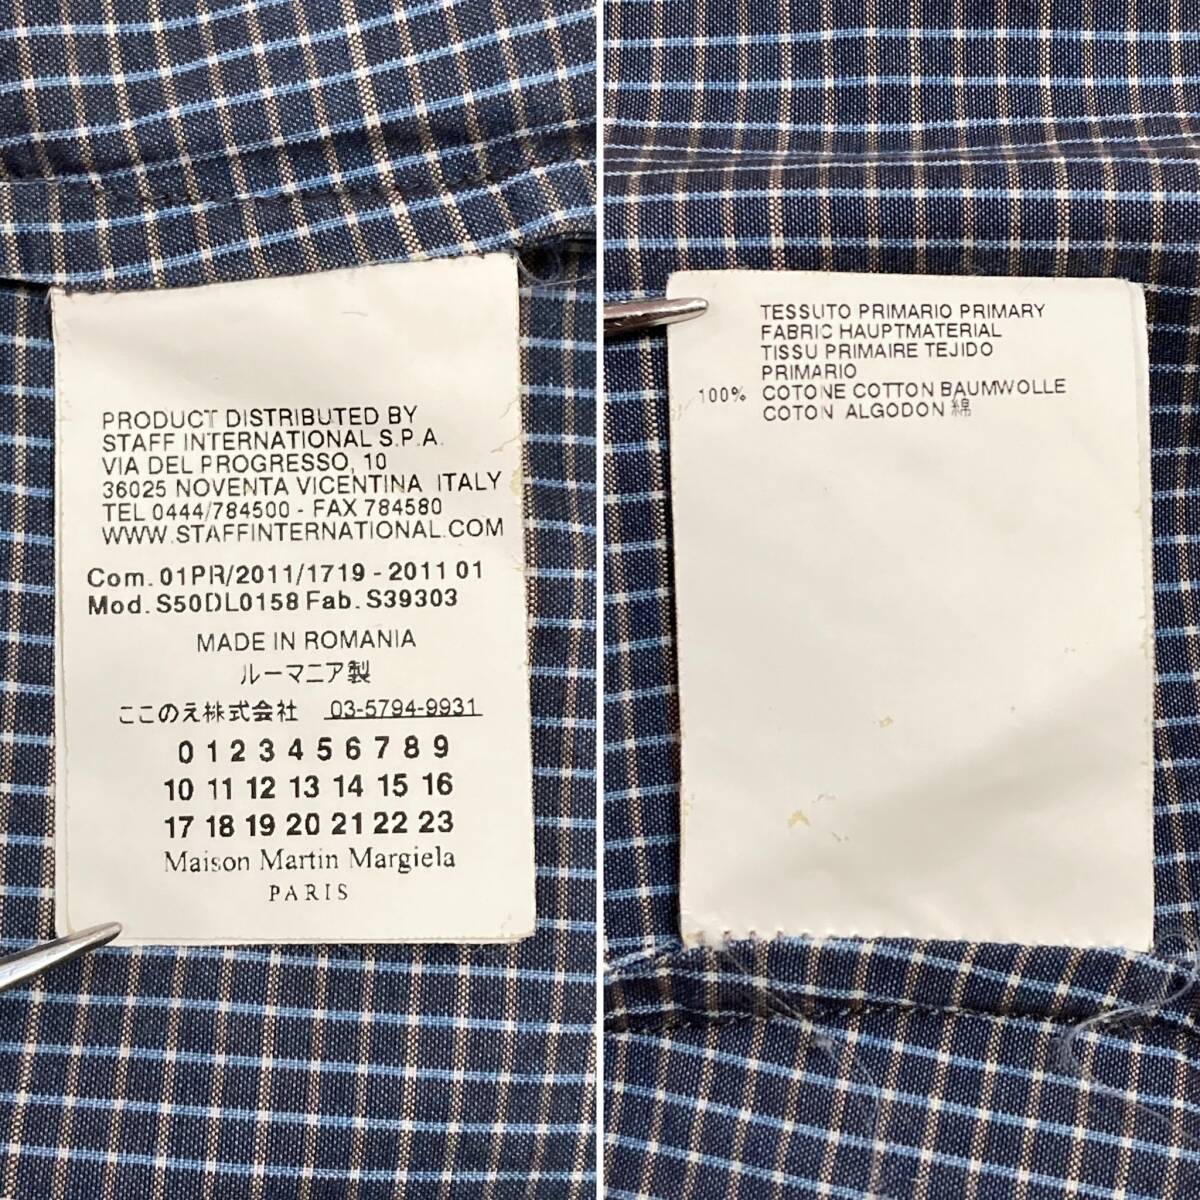 PRODUCT DISTRIBUTED BY
STAFF INTERNATIONAL S.P.A.
VIA DEL PROGRESSO, 10
36025 NOVENTA VICENTINA ITALY
TEL 0444/784500 - FAX 784580
WWW.STAFFINTERNATIONAL.COM
Com. 01PR/2011/1719 - 2011 01
Mod. S50DL0158 Fab. S39303
MADE IN ROMANIA
ルーマニア製
ここのえ株式会社 03-5794-9931
0 1 2 3 4 5 6 7 8 9
10 11 12 13 14 15 16
17 18 19 20 21 22 23
Maison Martin Margiela
PARIS
TESSUTO PRIMARIO PRIMARY
FABRIC HAUPTMATERIAL
TISSU PRIMAIRE TEJIDO
PRIMARIO
100% COTONE COTTON BAUMWOLLE
COTON ALGODON 綿